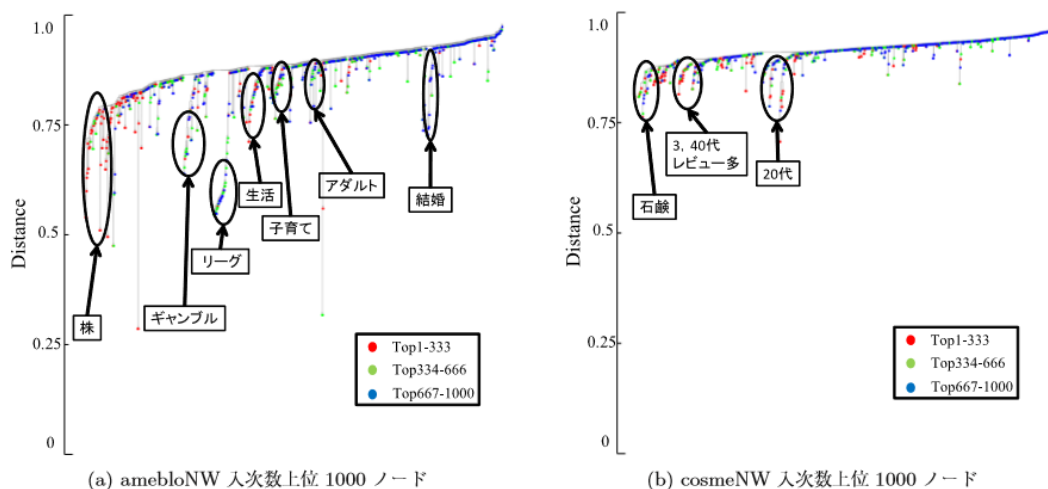 1.0
0.75
0.5
0.25
0
Distance
株
ギャンブル
リーグ
生活
子育て
アダルト
結婚
Top1-333
Top334-666
Top667-1000
(a) amebloNW 入次数上位 1000 ノード
1.0
0.75
0.5
0.25
0
Distance
石鹸
3, 40代
レビュー多
20代
Top1-333
Top334-666
Top667-1000
(b) cosmeNW 入次数上位 1000 ノード